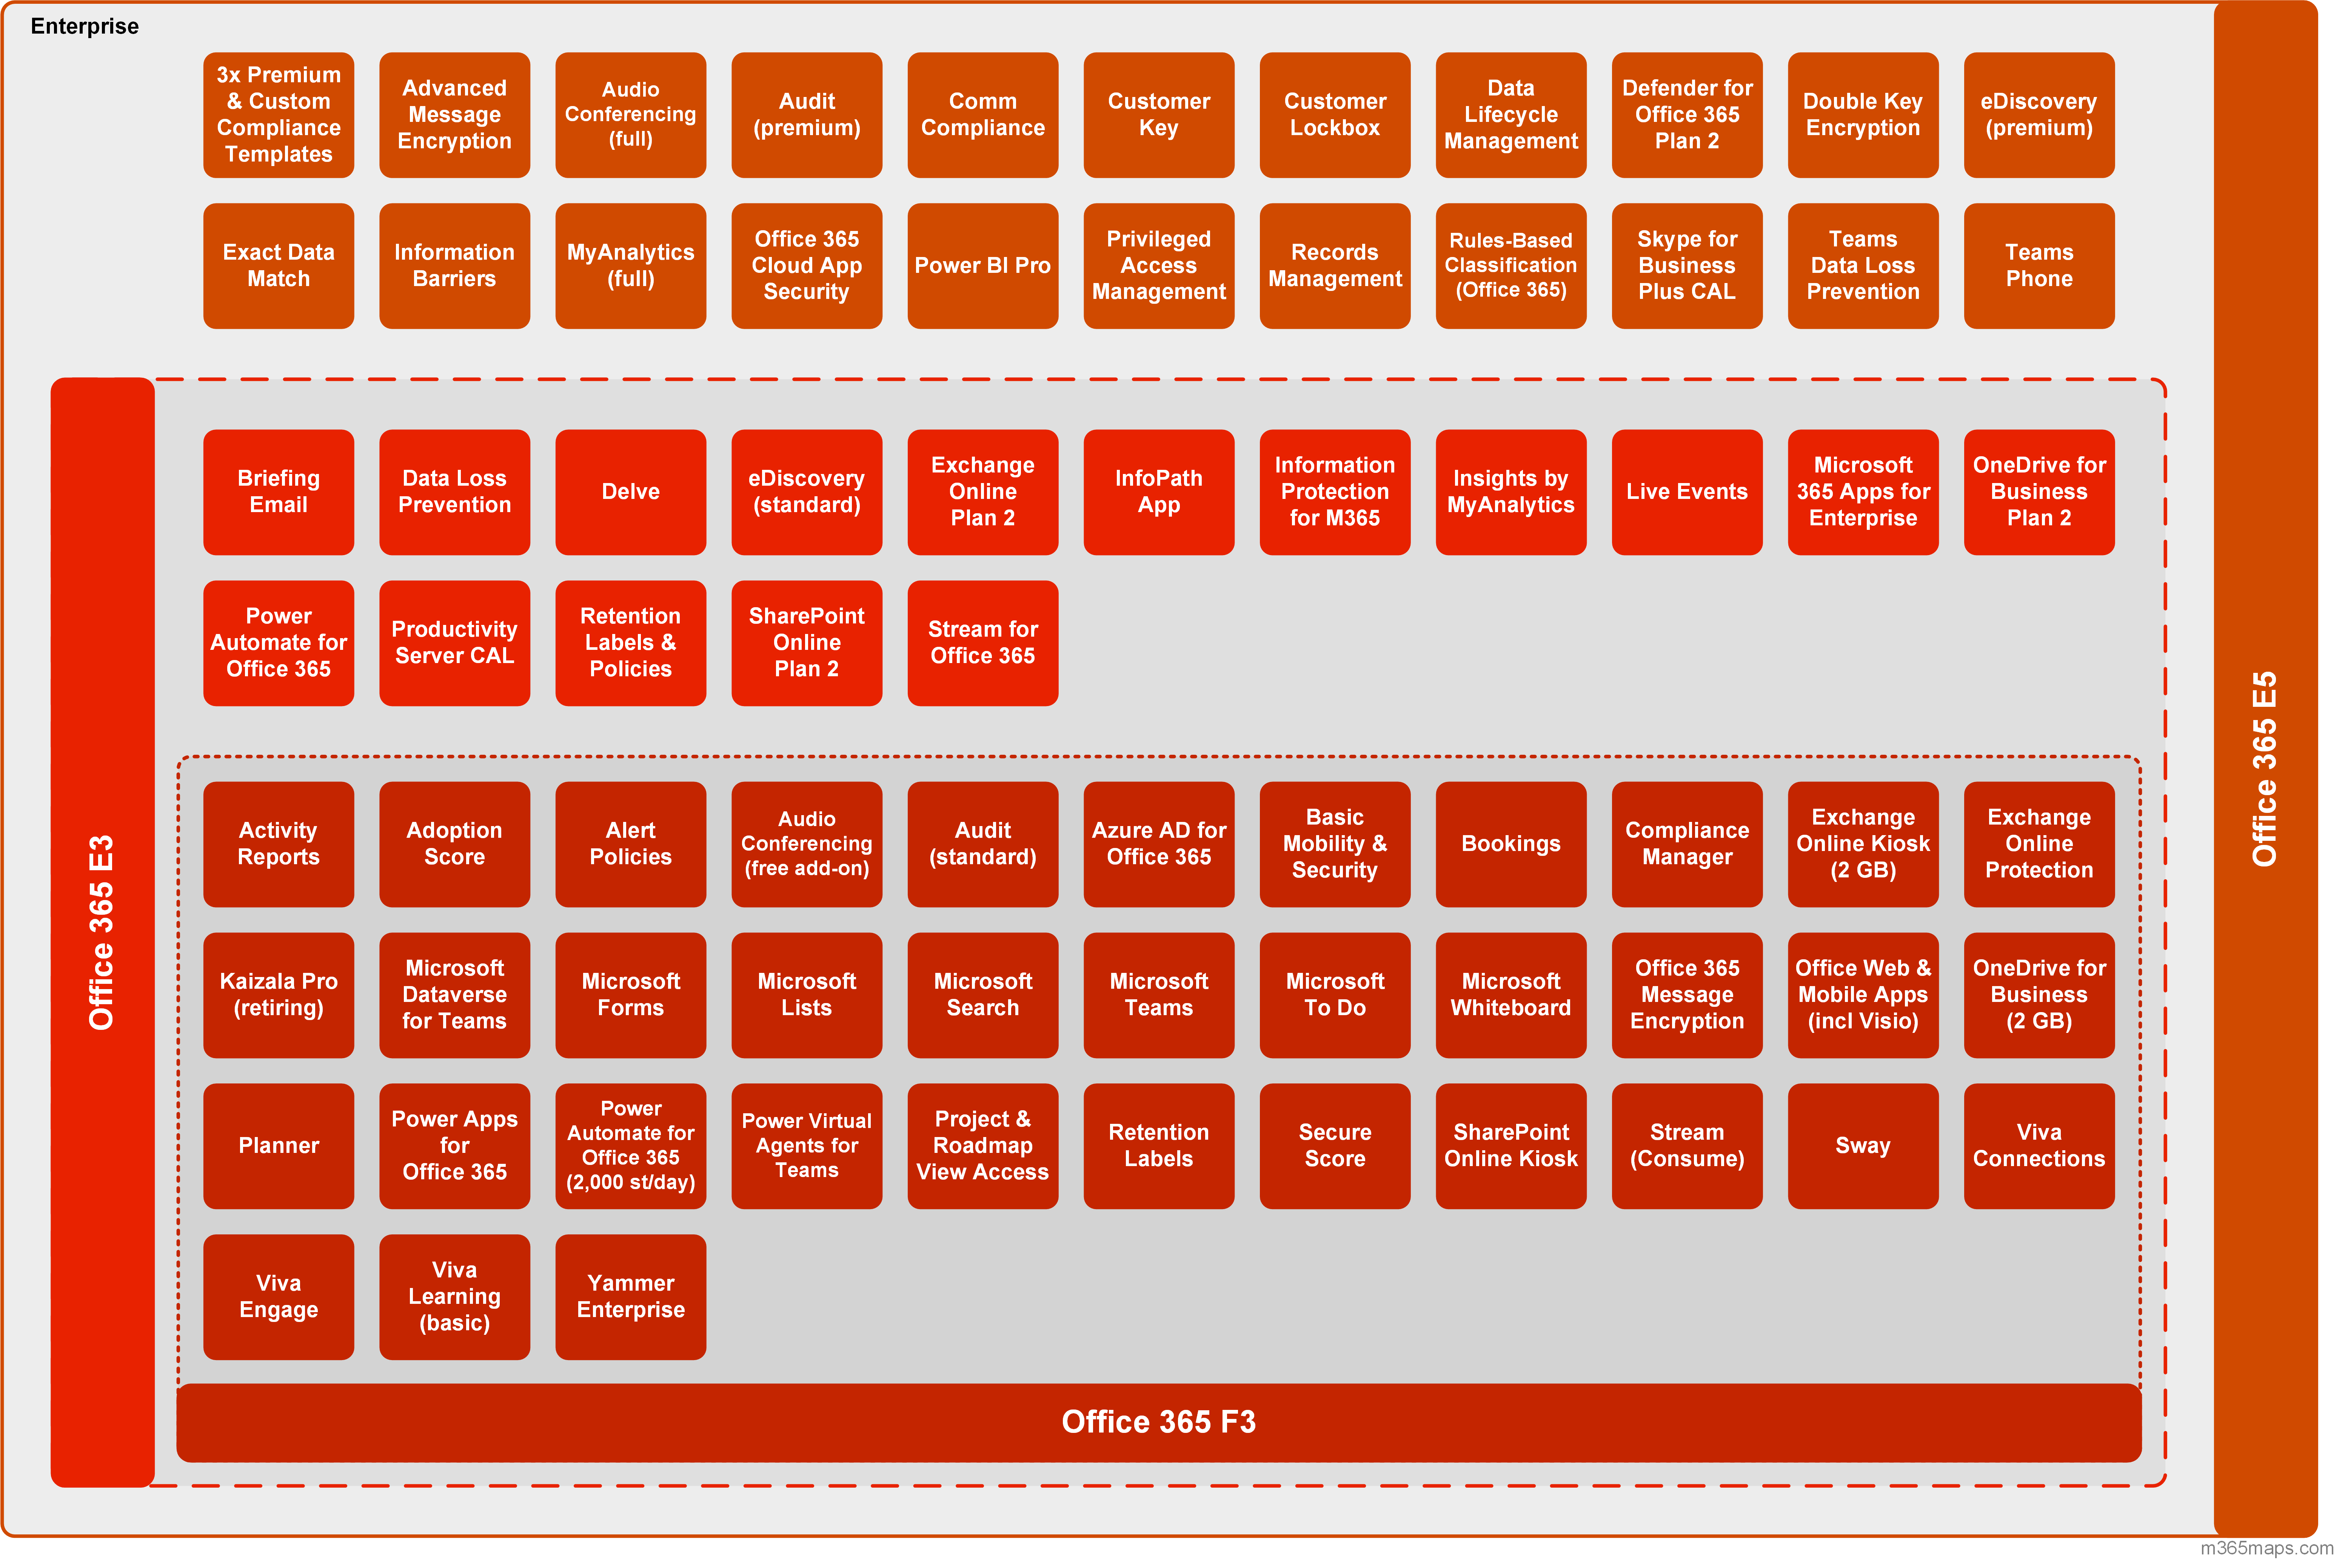 Enterprise
3x Premium
& Custom
Compliance
Templates
Advanced
Message
Encryption
Audio
Conferencing
(full)
Audit
(premium)
Comm
Compliance
Customer
Key
Customer
Lockbox
Data
Lifecycle
Management
Defender for
Office 365
Plan 2
Double Key
Encryption
eDiscovery
(premium)
Exact Data
Match
Information
Barriers
MyAnalytics
(full)
Office 365
Cloud App
Security
Power BI Pro
Privileged
Access
Management
Records
Management
Rules-Based
Classification
(Office 365)
Skype for
Business
Plus CAL
Teams
Data Loss
Prevention
Teams
Phone
Office 365 E5
Office 365 E3
Briefing
Email
Data Loss
Prevention
Delve
eDiscovery
(standard)
Exchange
Online
Plan 2
InfoPath
App
Information
Protection
for M365
Insights by
MyAnalytics
Live Events
Microsoft
365 Apps for
Enterprise
OneDrive for
Business
Plan 2
Power
Automate for
Office 365
Productivity
Server CAL
Retention
Labels &
Policies
SharePoint
Online
Plan 2
Stream for
Office 365
Activity
Reports
Adoption
Score
Alert
Policies
Audio
Conferencing
(free add-on)
Audit
(standard)
Azure AD for
Office 365
Basic
Mobility &
Security
Bookings
Compliance
Manager
Exchange
Online Kiosk
(2 GB)
Exchange
Online
Protection
Kaizala Pro
(retiring)
Microsoft
Dataverse
for Teams
Microsoft
Forms
Microsoft
Lists
Microsoft
Search
Microsoft
Teams
Microsoft
To Do
Microsoft
Whiteboard
Office 365
Message
Encryption
Office Web &
Mobile Apps
(incl Visio)
OneDrive for
Business
(2 GB)
Planner
Power Apps
for
Office 365
Power
Automate for
Office 365
(2,000 st/day)
Power Virtual
Agents for
Teams
Project &
Roadmap
View Access
Retention
Labels
Secure
Score
SharePoint
Online Kiosk
Stream
(Consume)
Sway
Viva
Connections
Viva
Engage
Viva
Learning
(basic)
Yammer
Enterprise
Office 365 F3
m365maps.com